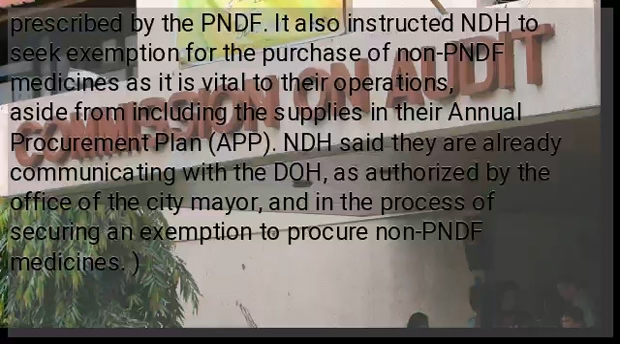 prescribed by the PNDF. It also instructed NDH to
seek exemption for the purchase of non-PNDF
medicines as it is vital to their operations,
aside from including the supplies in their Annual
Procurement Plan (APP). NDH said they are already
communicating with the DOH, as authorized by the
office of the city mayor, and in the process of
securing an exemption to procure non-PNDF
medicines. )
COMMISSION ON AUDIT